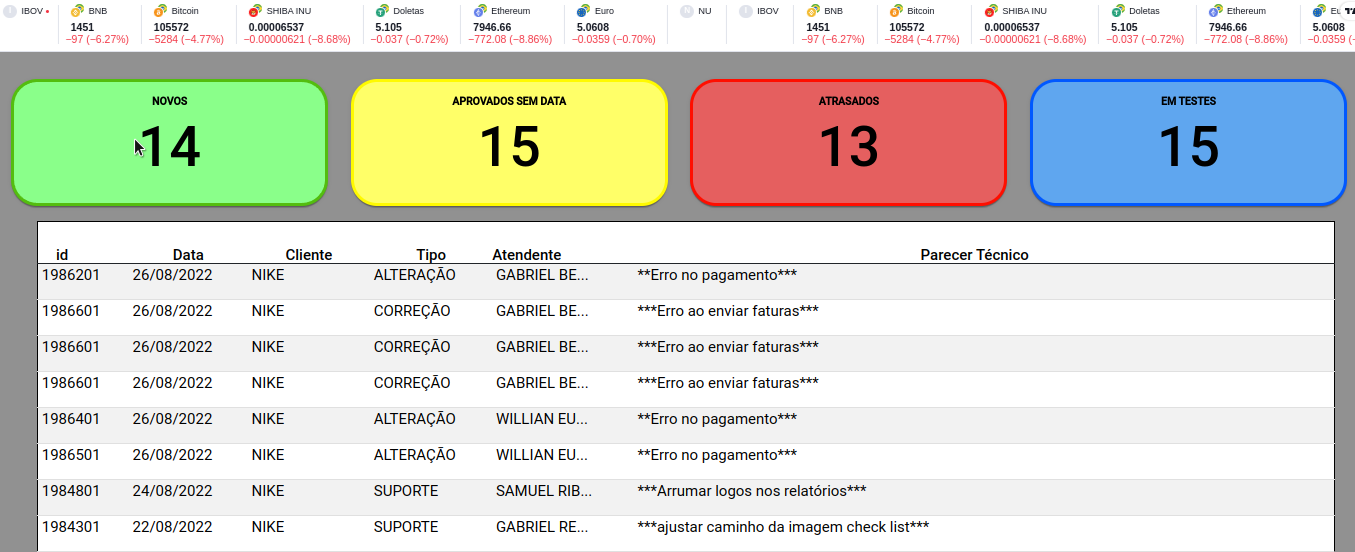 IBOV BNB Bitcoin SHIBA INU Doletas Ethereum Euro NU IBOV BNB Bitcoin SHIBA INU Doletas Ethereum
1451 105572 0.00006537 5.105 7946.66 5.0608 1451 105572 0.00006537 5.105 7946.66 5.0608
−97 (−6.27%) −5284 (−4.77%) −0.00000621 (−8.68%) −0.037 (−0.72%) −772.08 (−8.86%) −0.0359 (−0.70%) −97 (−6.27%) −5284 (−4.77%) −0.00000621 (−8.68%) −0.037 (−0.72%) −772.08 (−8.86%) −0.0359 (
NOVOS APROVADOS SEM DATA ATRASADOS EM TESTES
14 15 13 15
id Data Cliente Tipo Atendente Parecer Técnico
1986201 26/08/2022 NIKE ALTERAÇÃO GABRIEL BE... **Erro no pagamento***
1986601 26/08/2022 NIKE CORREÇÃO GABRIEL BE... ***Erro ao enviar faturas***
1986601 26/08/2022 NIKE CORREÇÃO GABRIEL BE... ***Erro ao enviar faturas***
1986601 26/08/2022 NIKE CORREÇÃO GABRIEL BE... ***Erro ao enviar faturas***
1986401 26/08/2022 NIKE ALTERAÇÃO WILLIAN EU... **Erro no pagamento***
1986501 26/08/2022 NIKE ALTERAÇÃO WILLIAN EU... **Erro no pagamento***
1984801 24/08/2022 NIKE SUPORTE SAMUEL RIB... ***Arrumar logos nos relatórios***
1984301 22/08/2022 NIKE SUPORTE GABRIEL RE... ***ajustar caminho da imagem check list***